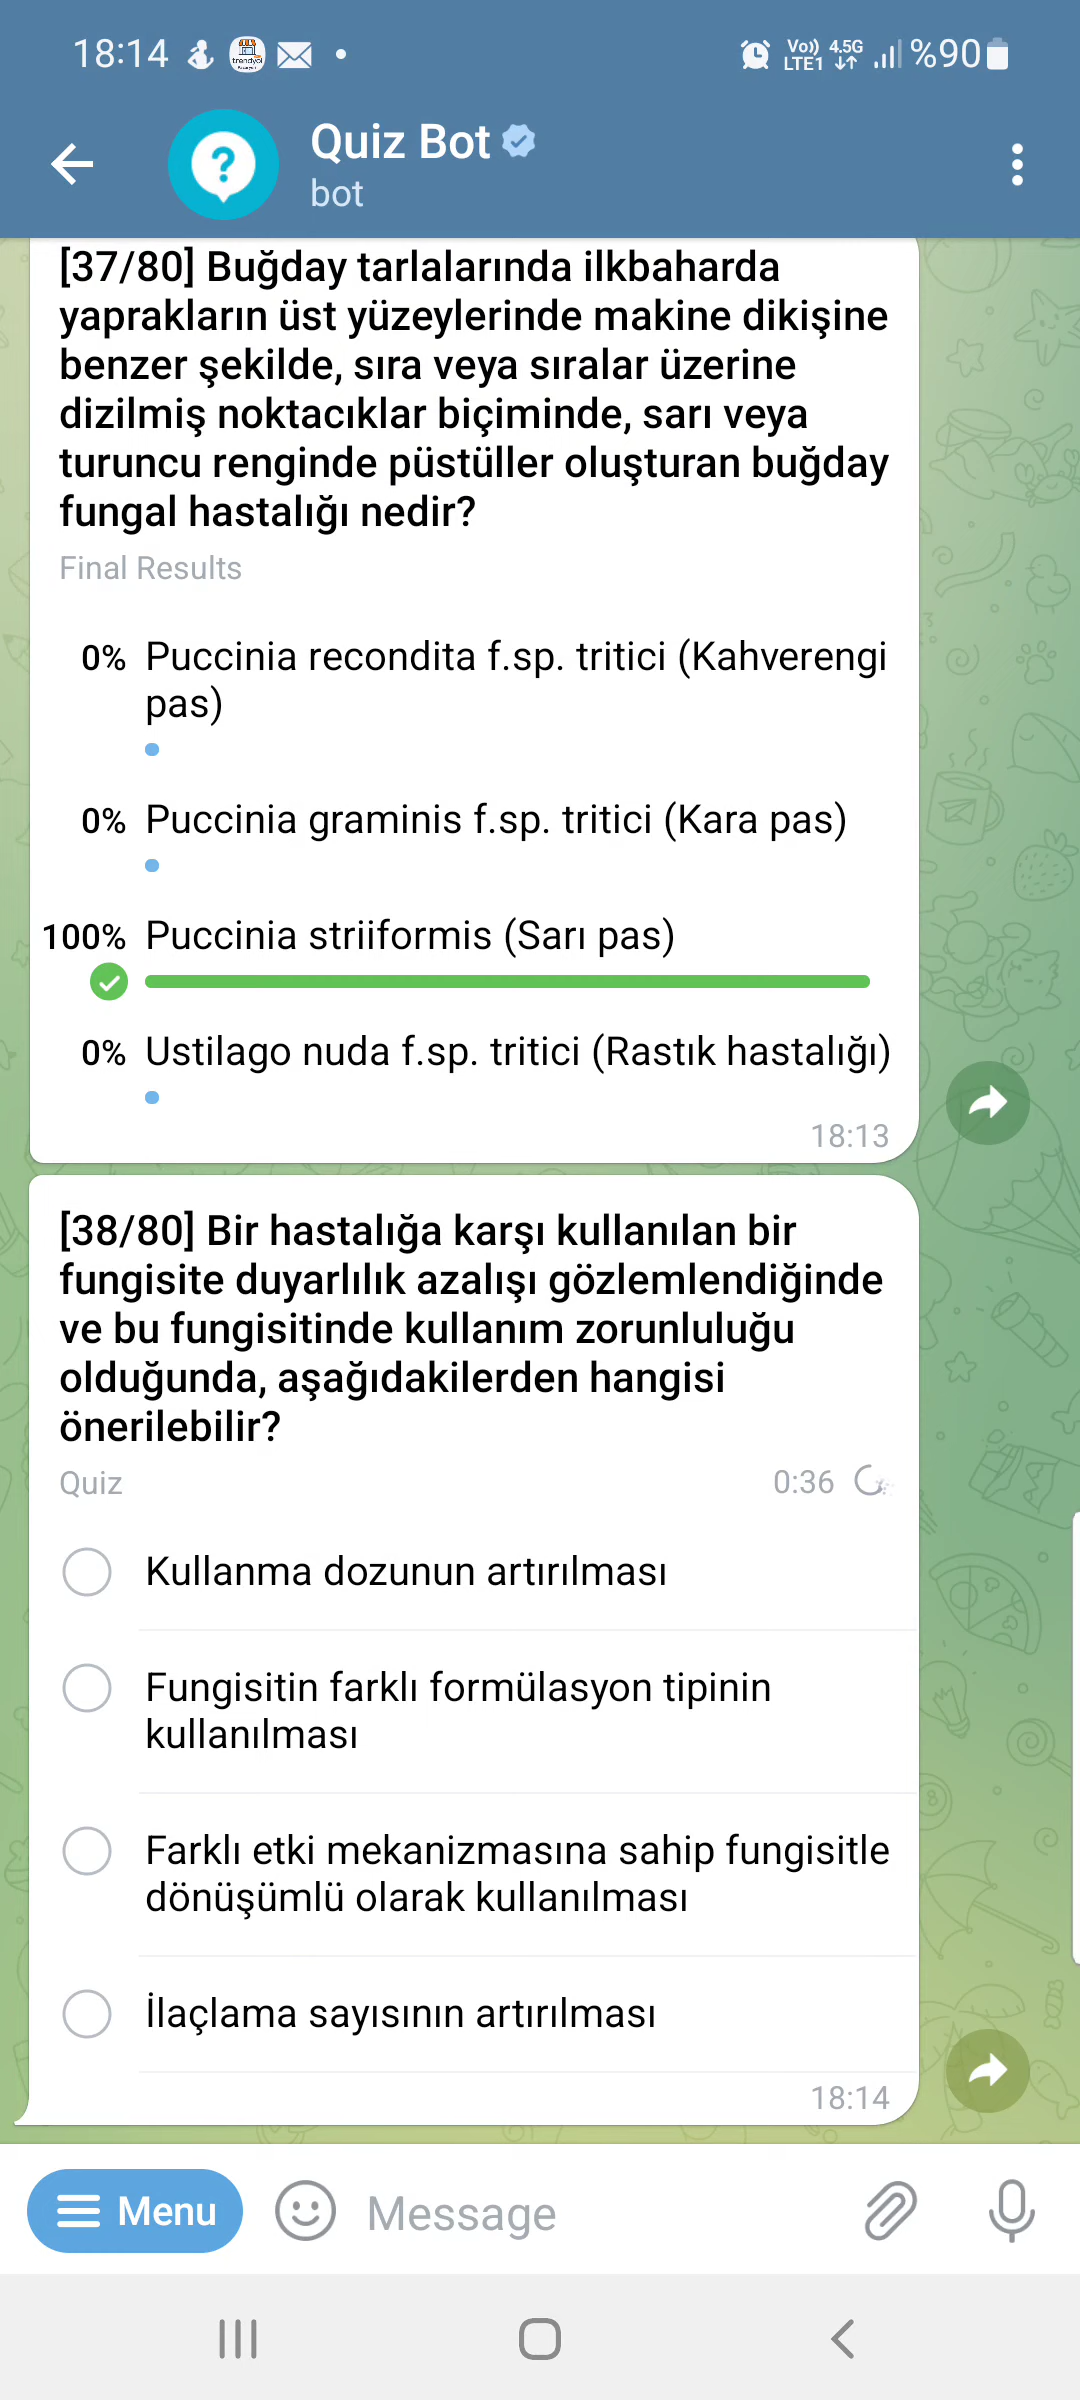 18:14
trendyol
Vo)) 4.5G
LTE1
%90
Quiz Bot
bot
[37/80] Buğday tarlalarında ilkbaharda
yaprakların üst yüzeylerinde makine dikişine
benzer şekilde, sıra veya sıralar üzerine
dizilmiş noktacıklar biçiminde, sarı veya
turuncu renginde püstüller oluşturan buğday
fungal hastalığı nedir?
Final Results
0% Puccinia recondita f.sp. tritici (Kahverengi
pas)
0% Puccinia graminis f.sp. tritici (Kara pas)
100% Puccinia striiformis (Sarı pas)
0% Ustilago nuda f.sp. tritici (Rastık hastalığı)
18:13
[38/80] Bir hastalığa karşı kullanılan bir
fungisite duyarlılık azalışı gözlemlendiğinde
ve bu fungisitinde kullanım zorunluluğu
olduğunda, aşağıdakilerden hangisi
önerilebilir?
Quiz 0:36
Kullanma dozunun artırılması
Fungisitin farklı formülasyon tipinin
kullanılması
Farklı etki mekanizmasına sahip fungisitle
dönüşümlü olarak kullanılması
İlaçlama sayısının artırılması
18:14
Menu
Message